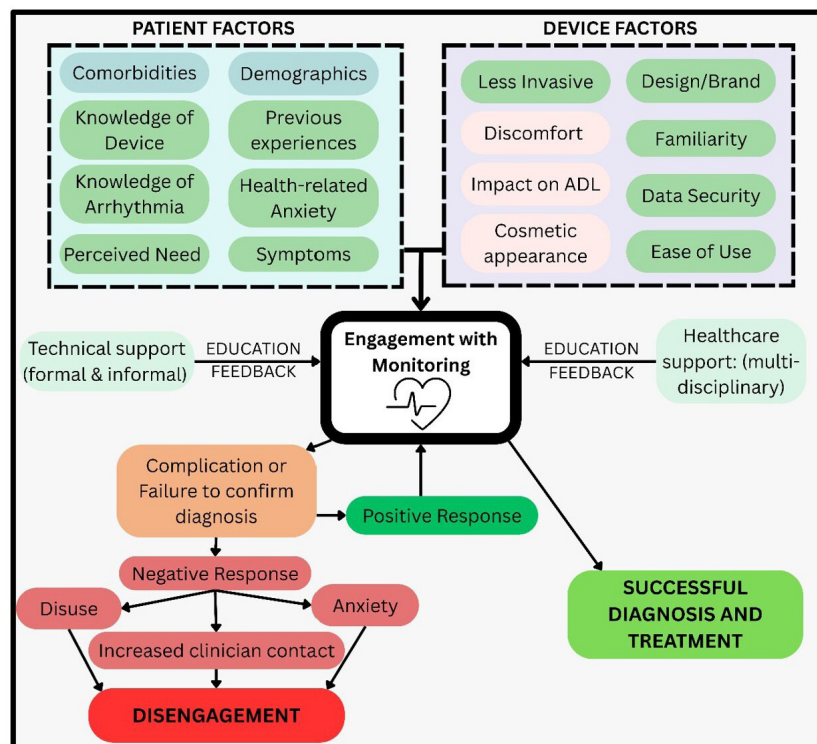 PATIENT FACTORS
Comorbidities
Demographics
Knowledge of
Device
Previous
experiences
Knowledge of
Arrhythmia
Health-related
Anxiety
Perceived Need
Symptoms
DEVICE FACTORS
Less Invasive
Design/Brand
Discomfort
Familiarity
Impact on ADL
Data Security
Cosmetic
appearance
Ease of Use
Engagement with
Monitoring
Technical support
(formal & informal)
EDUCATION
FEEDBACK
EDUCATION
FEEDBACK
Healthcare
support: (multi-
disciplinary)
Complication or
Failure to confirm
diagnosis
Positive Response
Negative Response
Disuse
Anxiety
Increased clinician contact
DISENGAGEMENT
SUCCESSFUL
DIAGNOSIS AND
TREATMENT